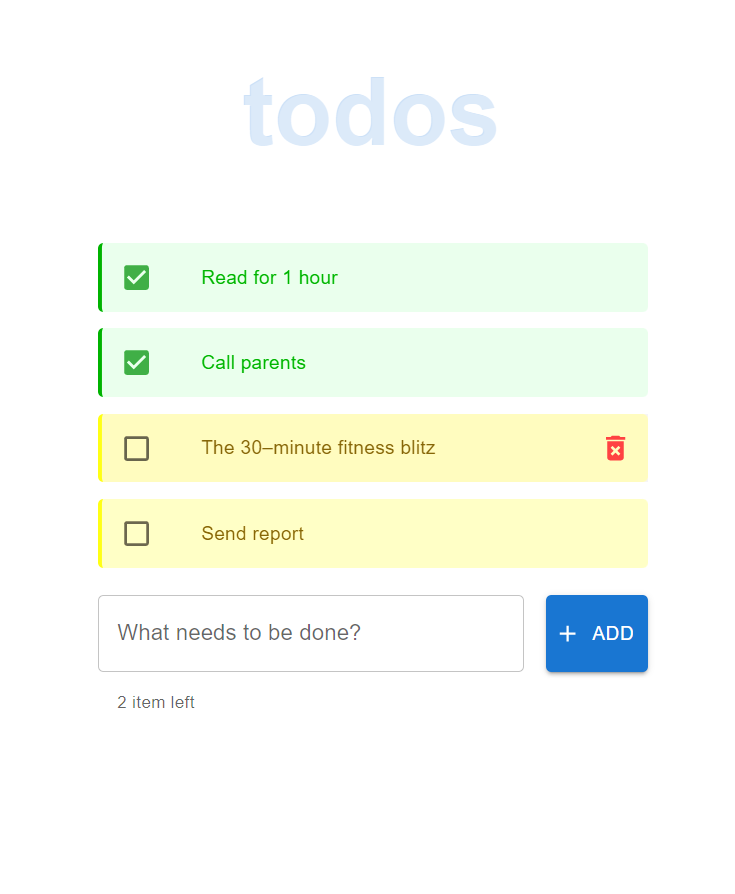 todos
Read for 1 hour
Call parents
The 30–minute fitness blitz
Send report
What needs to be done?
+ ADD
2 item left